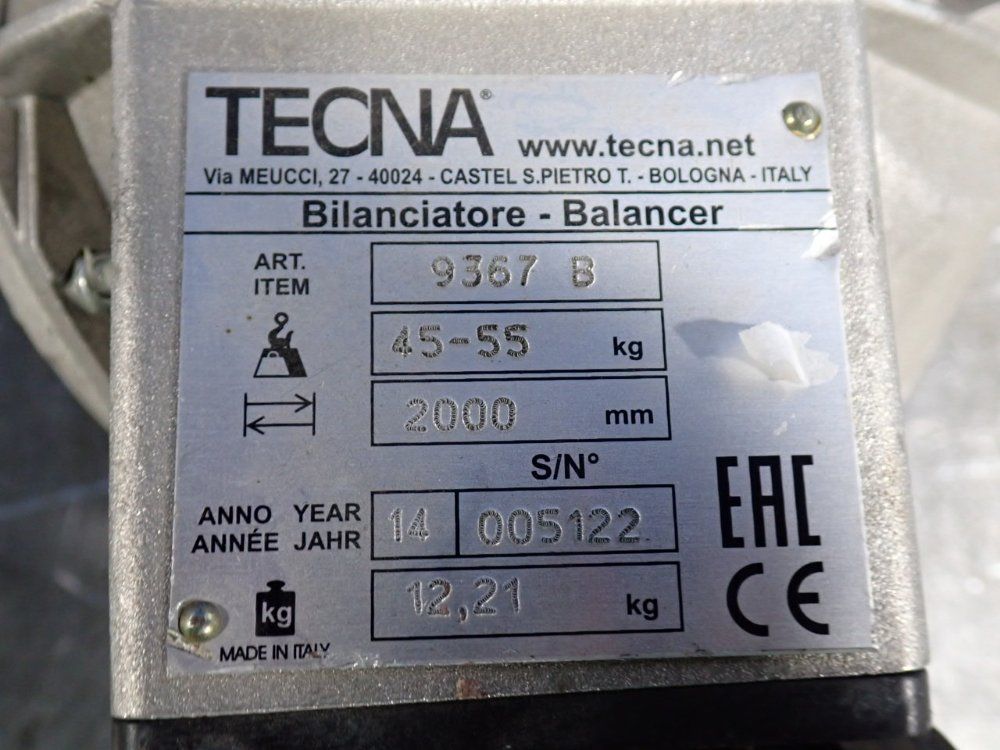 TECNA® www.tecna.net
Via MEUCCI, 27 - 40024 - CASTEL S.PIETRO T. - BOLOGNA - ITALY
Bilanciatore - Balancer
ART.
ITEM
9367 B
45-55 kg
2000 mm
S/N°
ANNO YEAR
ANNÉE JAHR
14 005122
kg
12,21 kg
MADE IN ITALY
EAC
CE